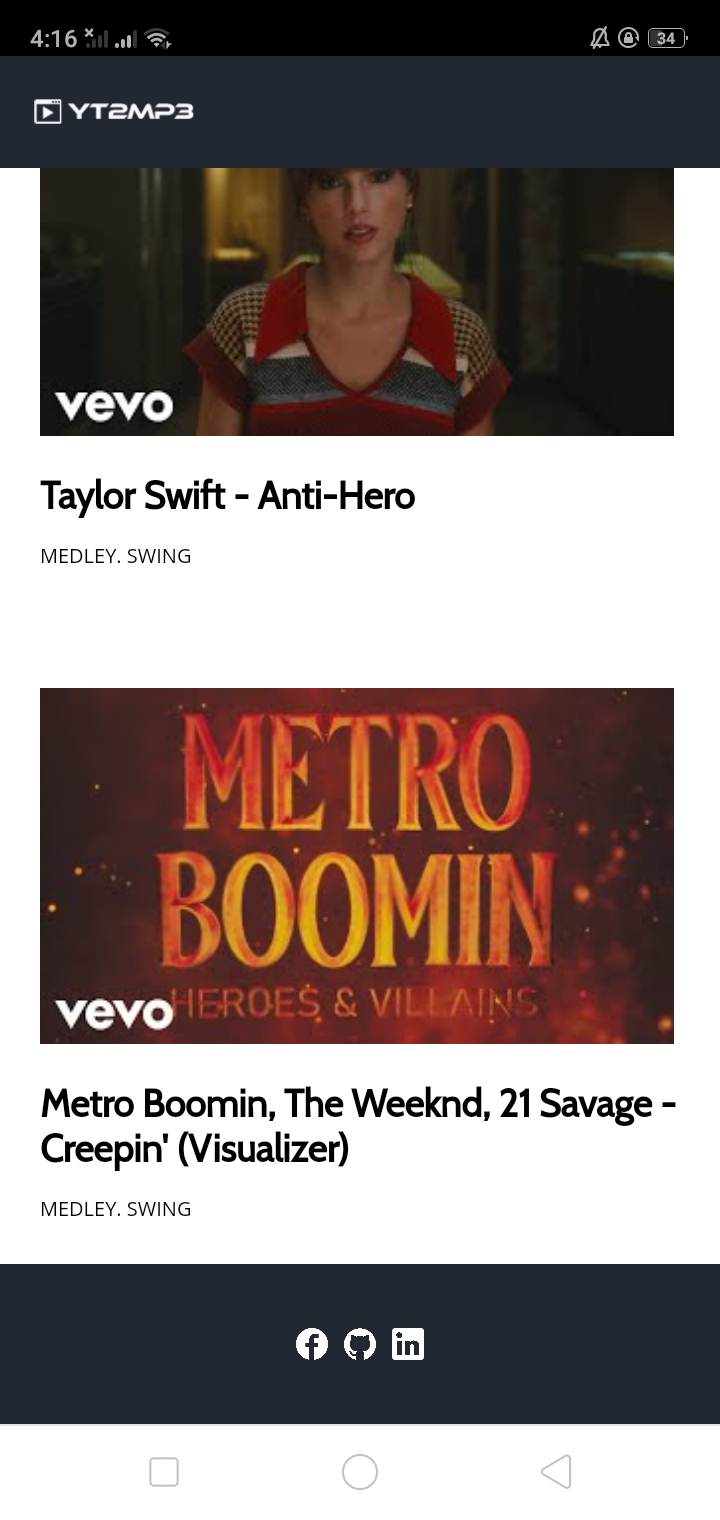 4:16
34
YT2MP3
vevo
Taylor Swift - Anti-Hero
MEDLEY. SWING
METRO
BOOMIN
HEROES & VILLAINS
vevo
Metro Boomin, The Weeknd, 21 Savage -
Creepin' (Visualizer)
MEDLEY. SWING